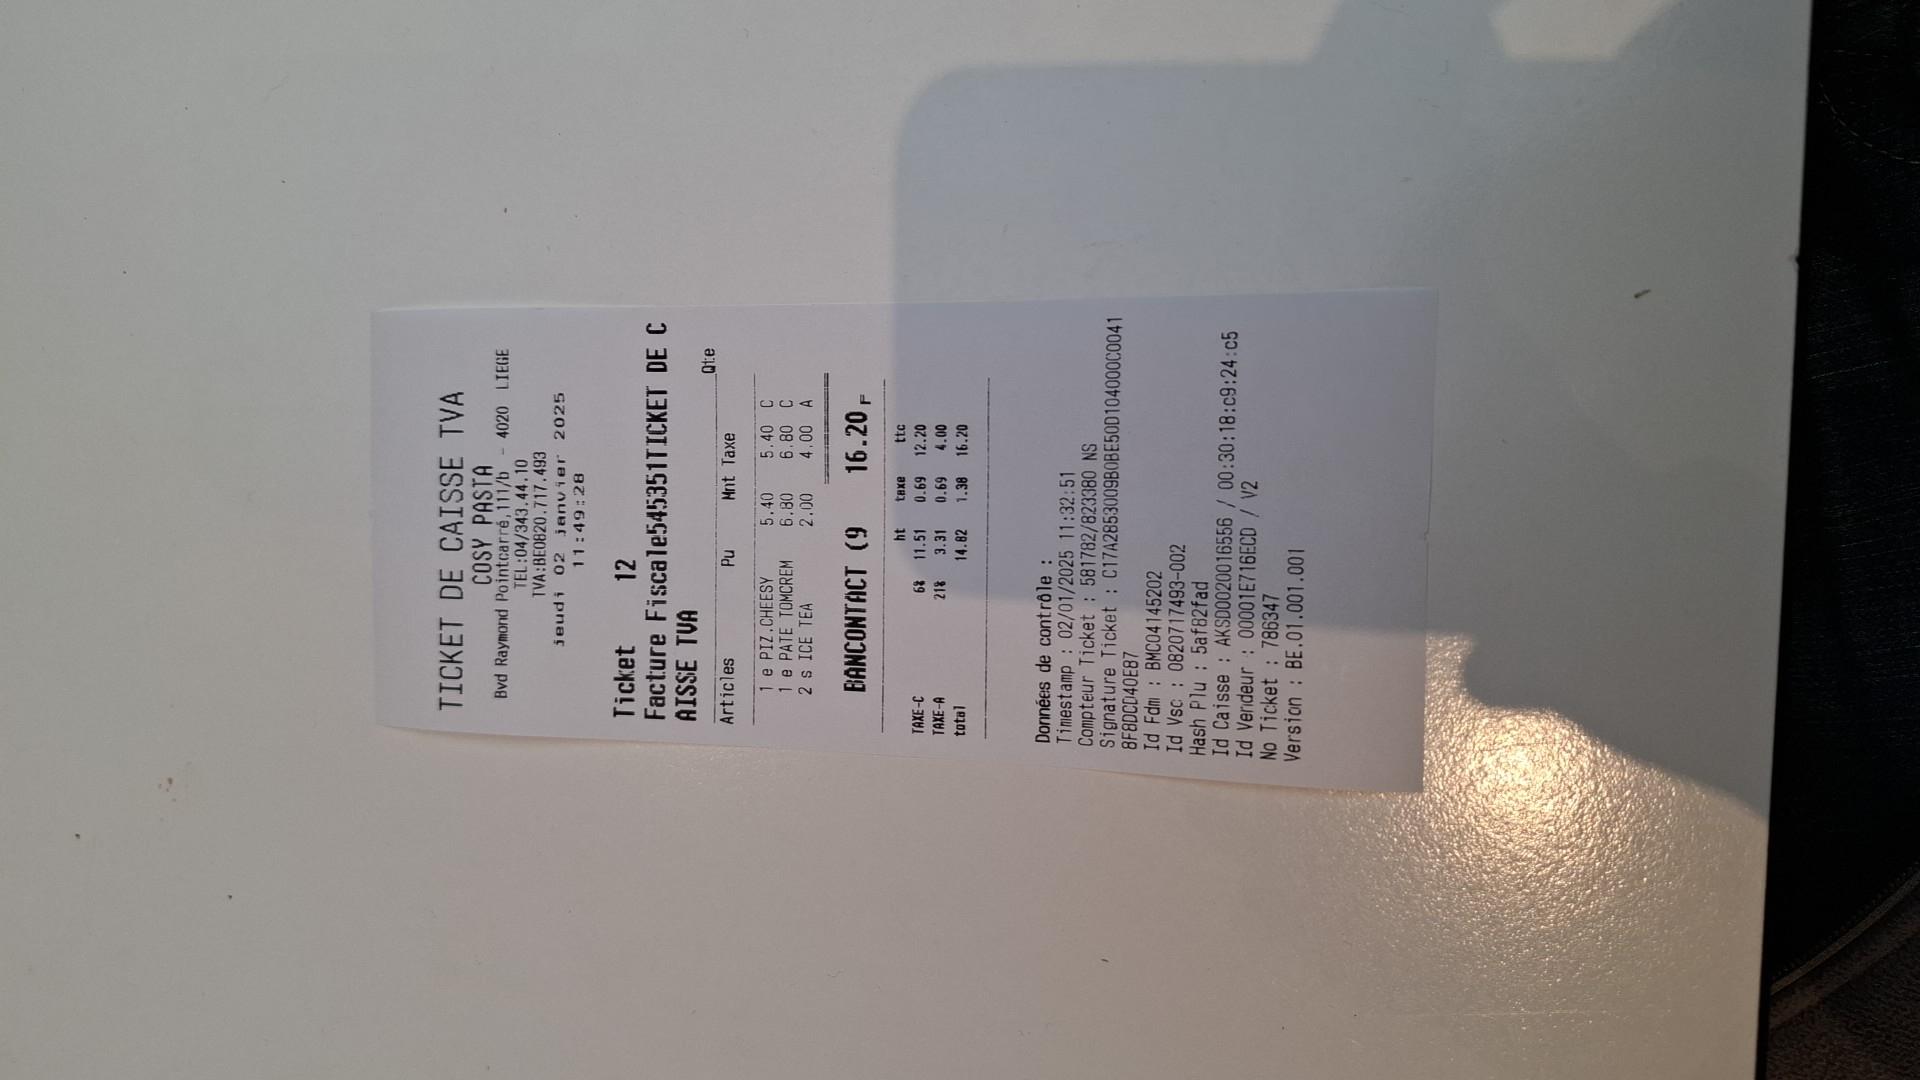 TICKET DE CAISSE TVA
COSY PASTA
Bvd Raymond Pointcarré,111/b - 4020 LIEGE
TEL:04/343.44.10
TVA:BE0820.717.493
jeudi 02 janvier 2025
11:49:28
Ticket 12
Facture Fiscale545351TICKET DE C
AISSE TVA
Qte
Articles Pu Mnt Taxe
1 e PIZ.CHEESY 5.40 5.40 C
1 e PATE TOMCREM 6.80 6.80 C
2 s ICE TEA 2.00 4.00 A
BANCONTACT (9 16.20 F
ht taxe ttc
TAXE-C 6% 11.51 0.69 12.20
TAXE-A 21% 3.31 0.69 4.00
total 14.82 1.38 16.20
Données de contrôle :
Timestamp : 02/01/2025 11:32:51
Compteur Ticket : 581782/823380 NS
Signature Ticket : C17A2853009B0BE50D104000C0041
8F8DCD40EB7
Id Fdm : BMC04145202
Id Vsc : 0820717493-002
Hash Plu : 5af82fad
Id Caisse : AKSD0020016556 / 00:30:18:c9:24:c5
Id Vendeur : 00001E716ECD / V2
No Ticket : 786347
Version : BE.01.001.001